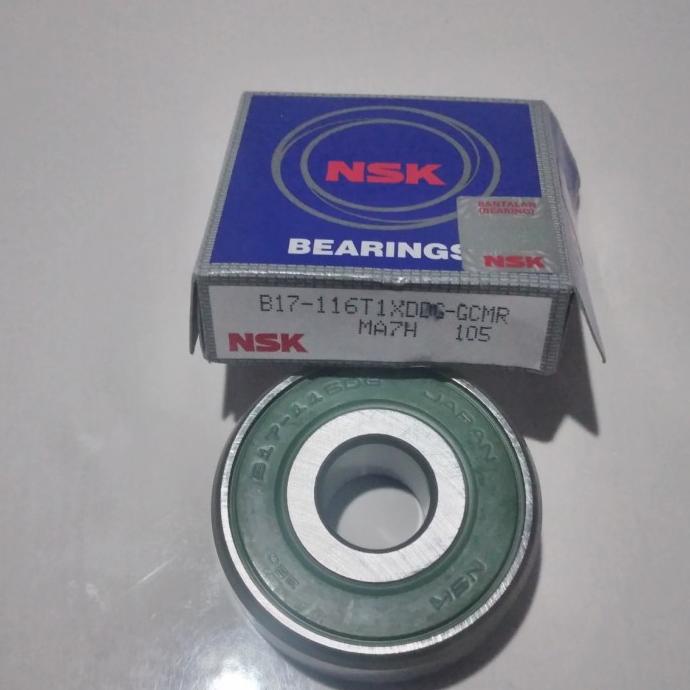 NSK
BANTALAN
(BEARING)
BEARINGS
NSK
B17-116T1XDDG-GCMR
MA7H 105
NSK
B17-116DG
JAPAN
NSK